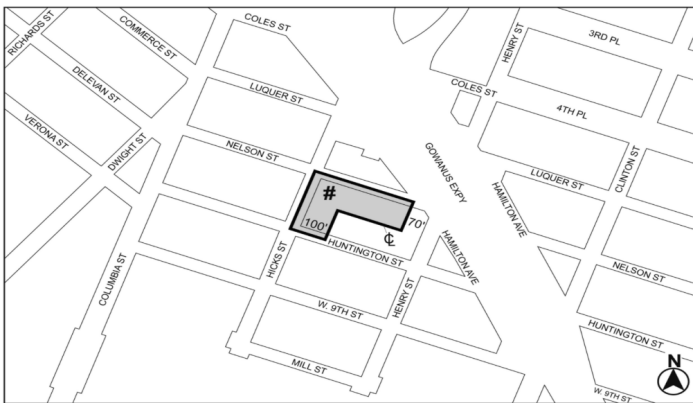 RICHARDS ST
COMMERCE ST
COLES ST
HENRY ST
3RD PL
DELEVAN ST
LUQUER ST
COLES ST
4TH PL
VERONA ST
DWIGHT ST
NELSON ST
GOWANUS EXPY
CLINTON ST
LUQUER ST
HAMILTON AVE
#
100'
70'
℄
COLUMBIA ST
HICKS ST
HUNTINGTON ST
HAMILTON AVE
NELSON ST
HENRY ST
W. 9TH ST
HUNTINGTON ST
MILL ST
N
W. 9TH ST